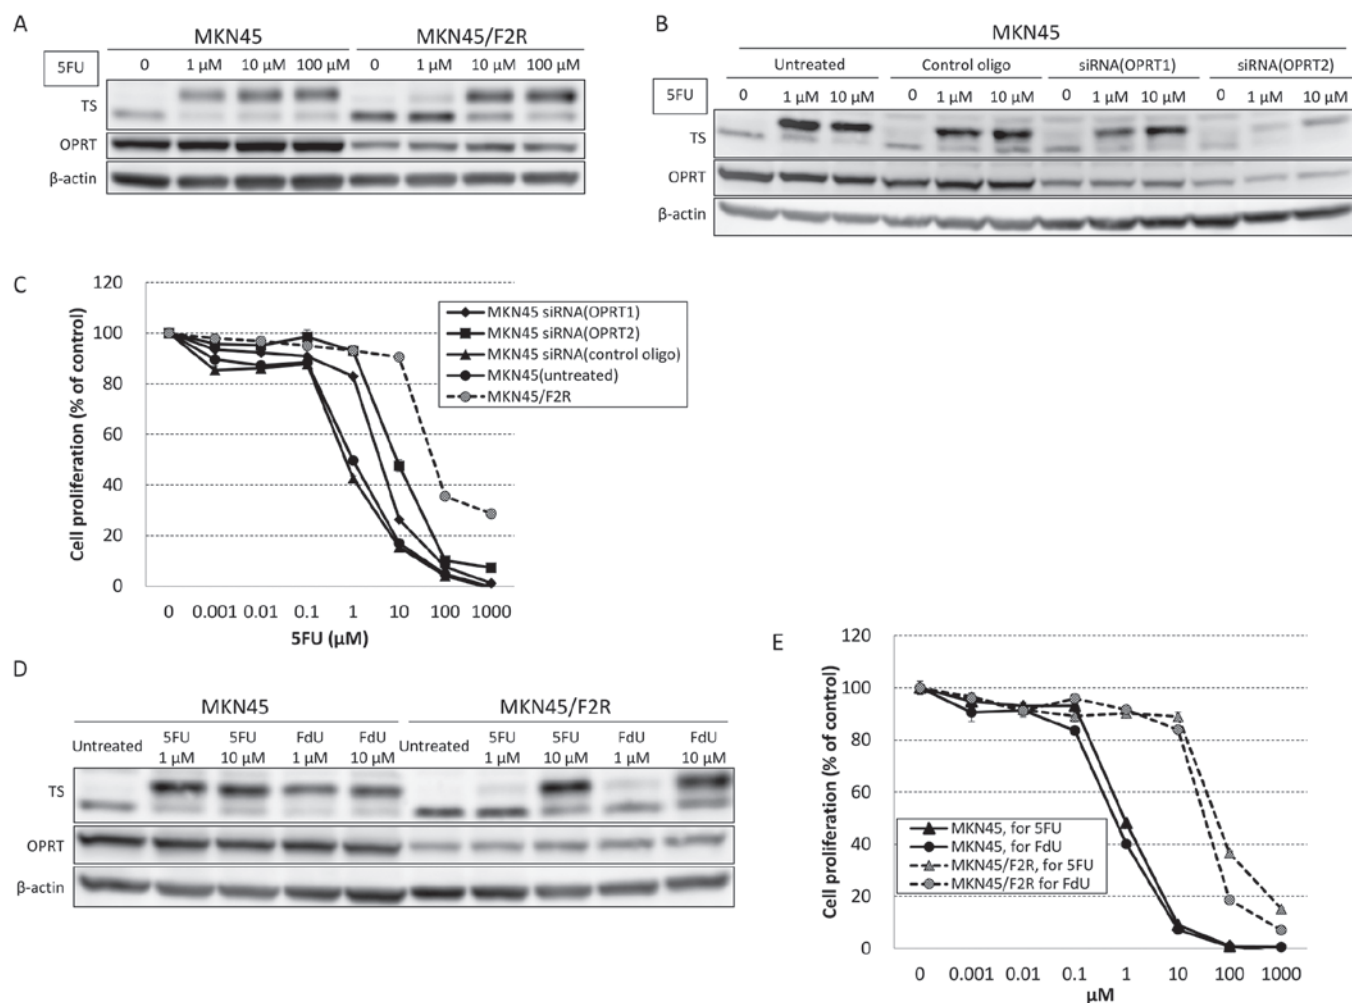 A
MKN45 MKN45/F2R
5FU 0 1 μM 10 μM 100 μM 0 1 μM 10 μM 100 μM
TS
OPRT
β-actin
B
MKN45
Untreated Control oligo siRNA(OPRT1) siRNA(OPRT2)
5FU 0 1 μM 10 μM 0 1 μM 10 μM 0 1 μM 10 μM 0 1 μM 10 μM
TS
OPRT
β-actin
C
120
100
80
60
40
20
0
Cell proliferation (% of control)
0 0.001 0.01 0.1 1 10 100 1000
5FU (μM)
MKN45 siRNA(OPRT1)
MKN45 siRNA(OPRT2)
MKN45 siRNA(control oligo)
MKN45(untreated)
MKN45/F2R
D
MKN45 MKN45/F2R
Untreated 5FU 5FU FdU FdU Untreated 5FU 5FU FdU FdU
1 μM 10 μM 1 μM 10 μM 1 μM 10 μM 1 μM 10 μM
TS
OPRT
β-actin
E
120
100
80
60
40
20
0
Cell proliferation (% of control)
0 0.001 0.01 0.1 1 10 100 1000
μM
MKN45, for 5FU
MKN45, for FdU
MKN45/F2R, for 5FU
MKN45/F2R for FdU